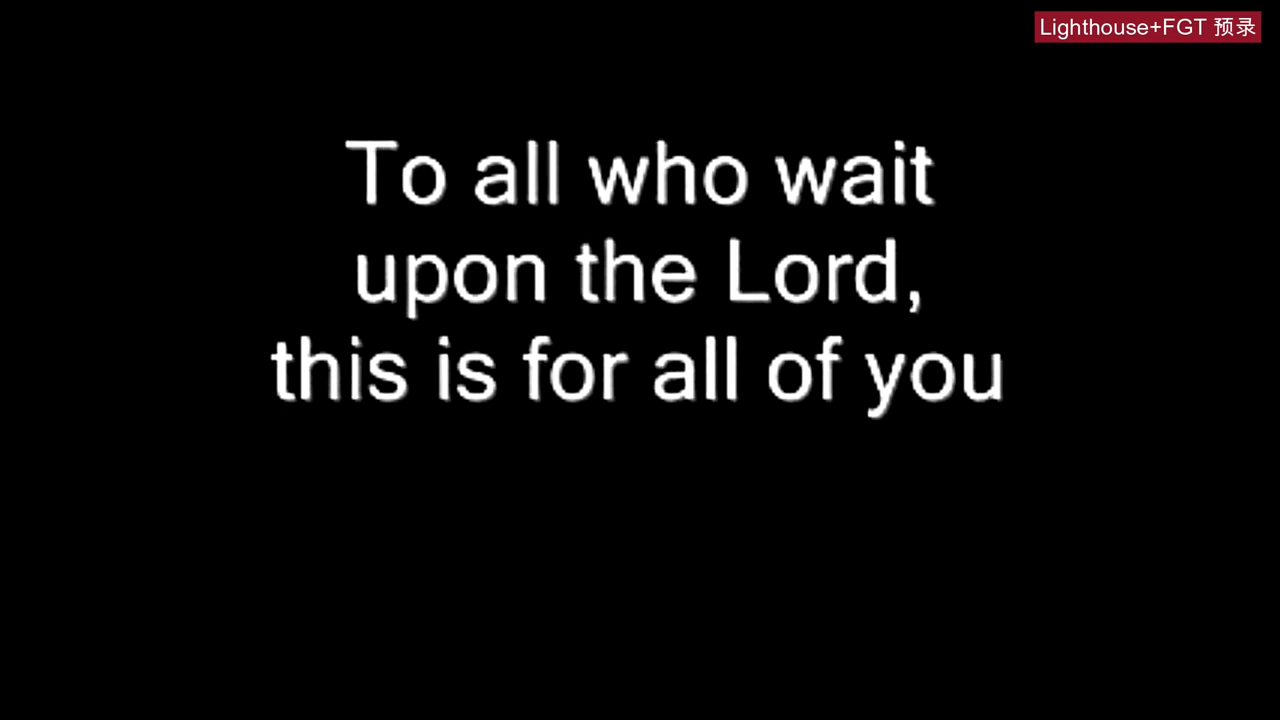 Lighthouse+FGT 预录
To all who wait
upon the Lord,
this is for all of you